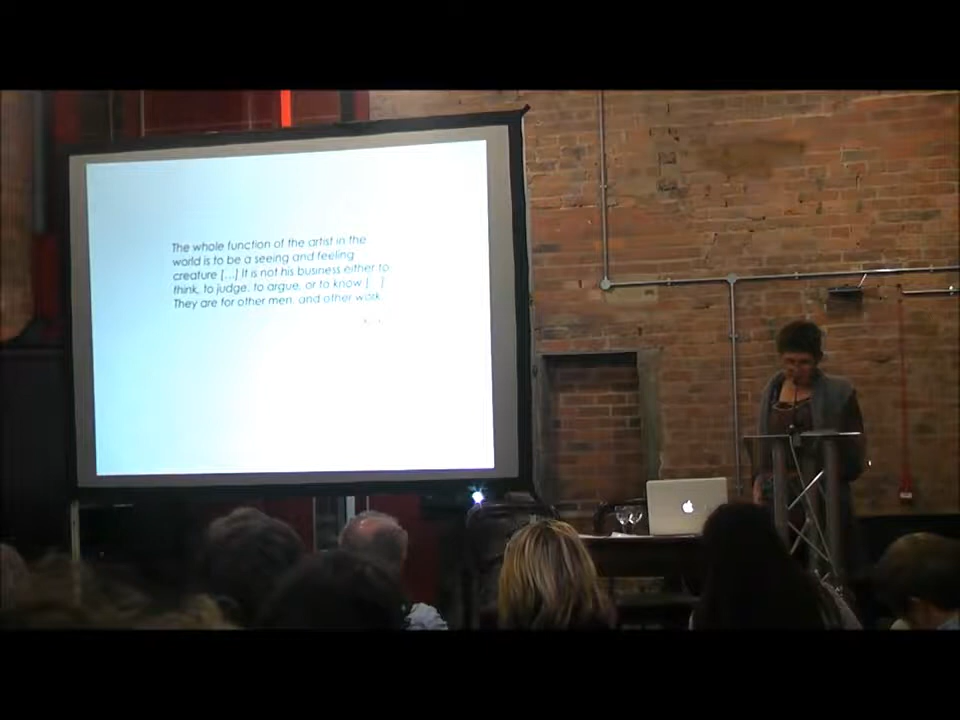 The whole function of the artist in the
world is to be a seeing and feeling
creature [...] It is not his business either to
think, to judge, to argue, or to know [...]
They are for other men, and other work